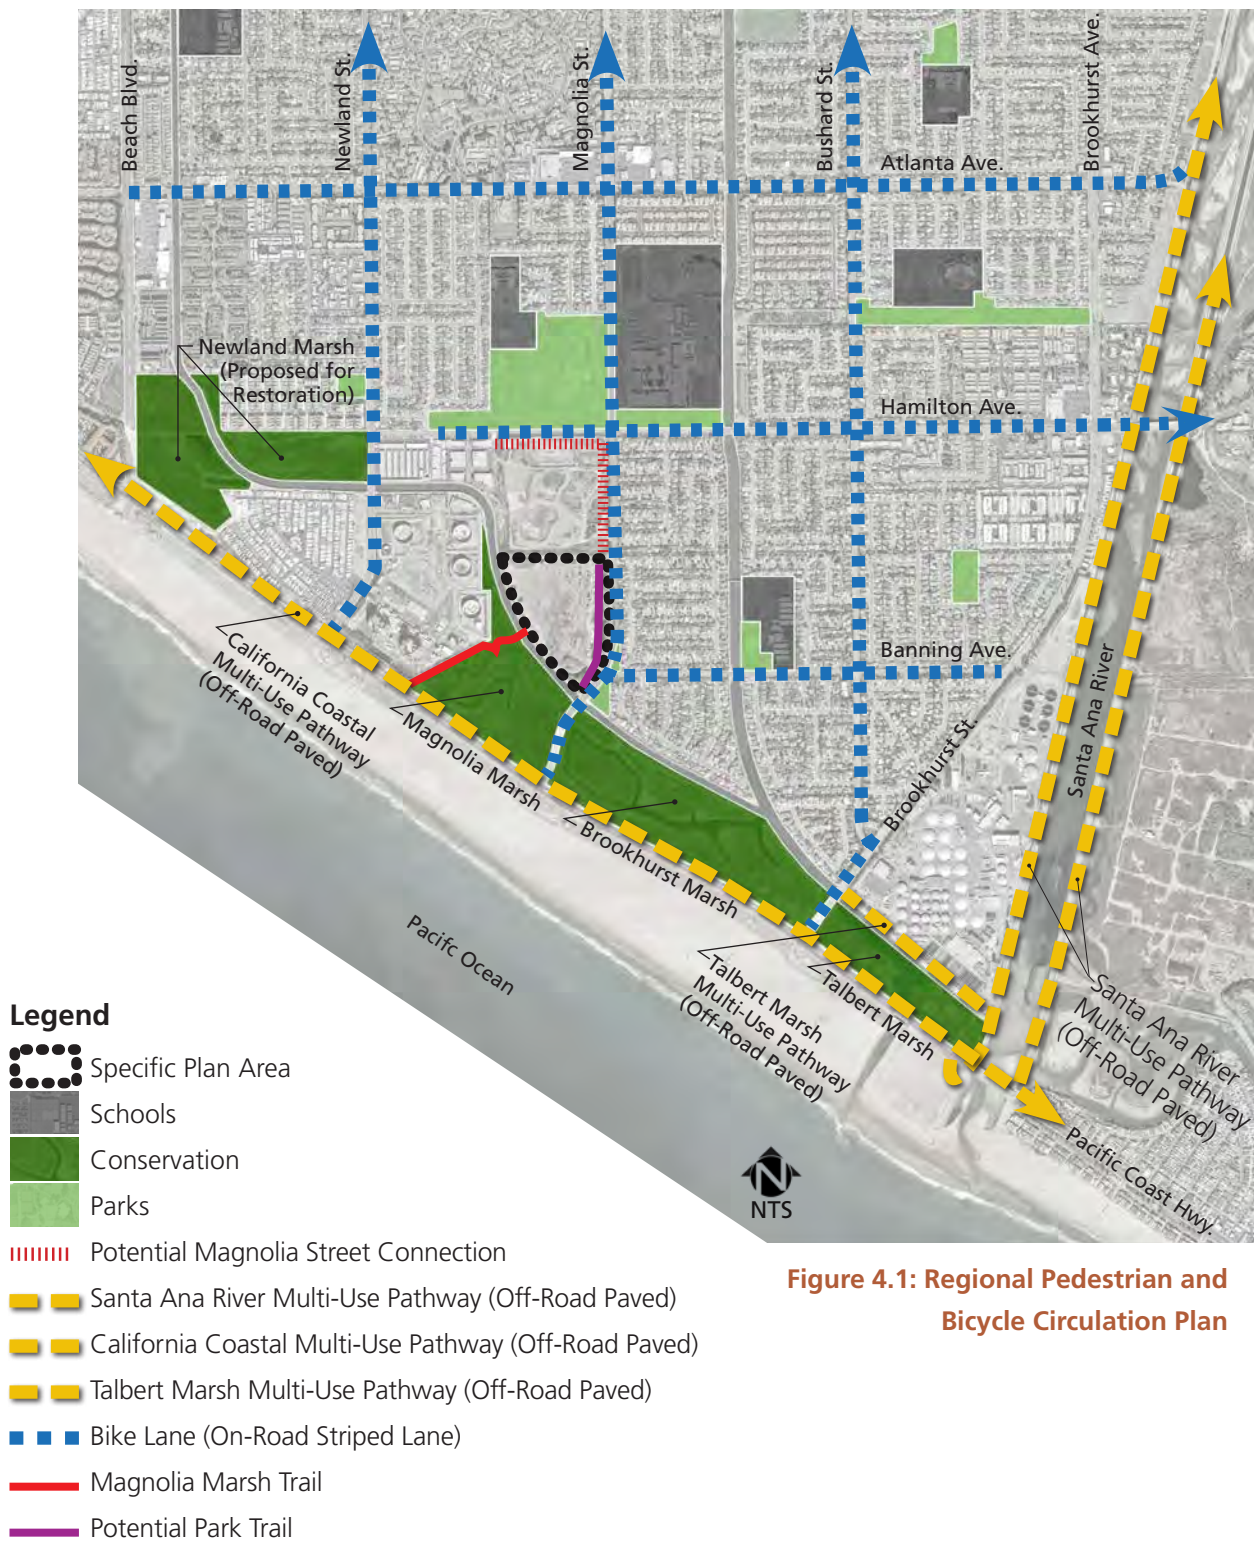 Beach Blvd.
Newland St.
Magnolia St.
Bushard St.
Brookhurst Ave.
Atlanta Ave.
Newland Marsh
(Proposed for
Restoration)
Hamilton Ave.
Banning Ave.
California Coastal
Multi-Use Pathway
(Off-Road Paved)
Magnolia Marsh
Brookhurst Marsh
Brookhurst St.
Santa Ana River
Pacifc Ocean
Talbert Marsh
Multi-Use Pathway
(Off-Road Paved)
Talbert Marsh
Santa Ana River
Multi-Use Pathway
(Off-Road Paved)
Pacific Coast Hwy.
N
NTS
Legend
Specific Plan Area
Schools
Conservation
Parks
Potential Magnolia Street Connection
Santa Ana River Multi-Use Pathway (Off-Road Paved)
California Coastal Multi-Use Pathway (Off-Road Paved)
Talbert Marsh Multi-Use Pathway (Off-Road Paved)
Bike Lane (On-Road Striped Lane)
Magnolia Marsh Trail
Potential Park Trail
Figure 4.1: Regional Pedestrian and
Bicycle Circulation Plan